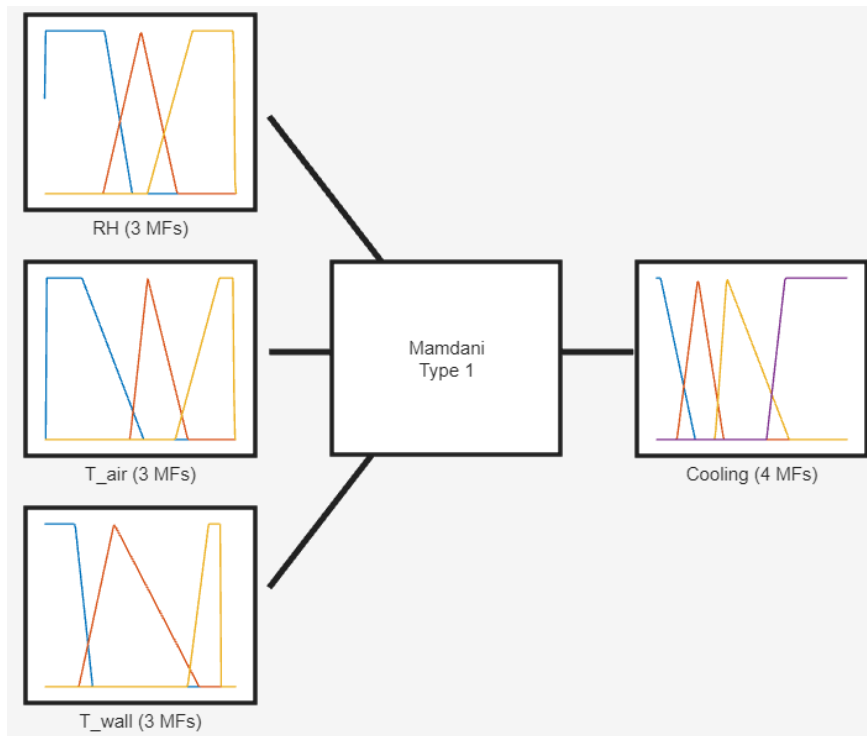 RH (3 MFs)
T_air (3 MFs)
T_wall (3 MFs)
Mamdani
Type 1
Cooling (4 MFs)